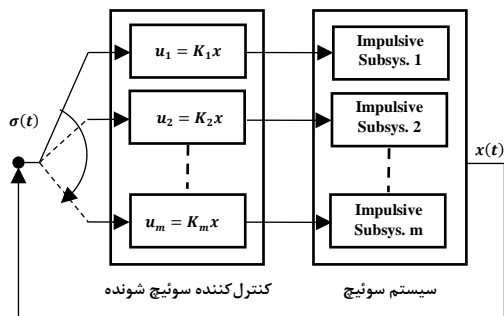 σ(t)
u₁ = K₁x
u₂ = K₂x
uₘ = Kₘx
Impulsive
Subsys. 1
Impulsive
Subsys. 2
Impulsive
Subsys. m
x(t)
کنترل‌کننده سوئیچ شونده
سیستم سوئیچ